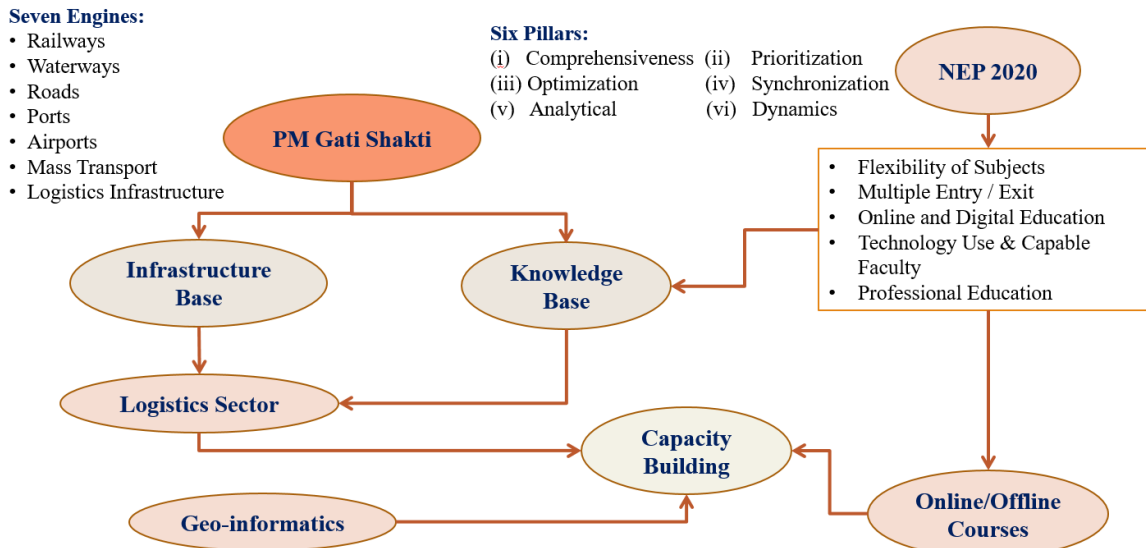 Seven Engines:
• Railways
• Waterways
• Roads
• Ports
• Airports
• Mass Transport
• Logistics Infrastructure
Six Pillars:
(i) Comprehensiveness (ii) Prioritization
(iii) Optimization (iv) Synchronization
(v) Analytical (vi) Dynamics
NEP 2020
PM Gati Shakti
• Flexibility of Subjects
• Multiple Entry / Exit
• Online and Digital Education
• Technology Use & Capable
Faculty
• Professional Education
Infrastructure
Base
Knowledge
Base
Logistics Sector
Capacity
Building
Geo-informatics
Online/Offline
Courses